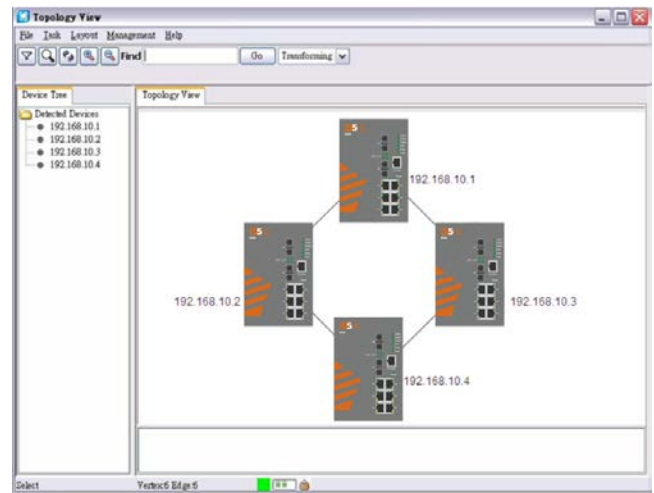 Topology View
File Task Layout Management Help
Find Go Transforming
Device Tree
Topology View
Detected Devices
192.168.10.1
192.168.10.2
192.168.10.3
192.168.10.4
192.168.10.1
192.168.10.2
192.168.10.3
192.168.10.4
Select
Vertex:6 Edge:6